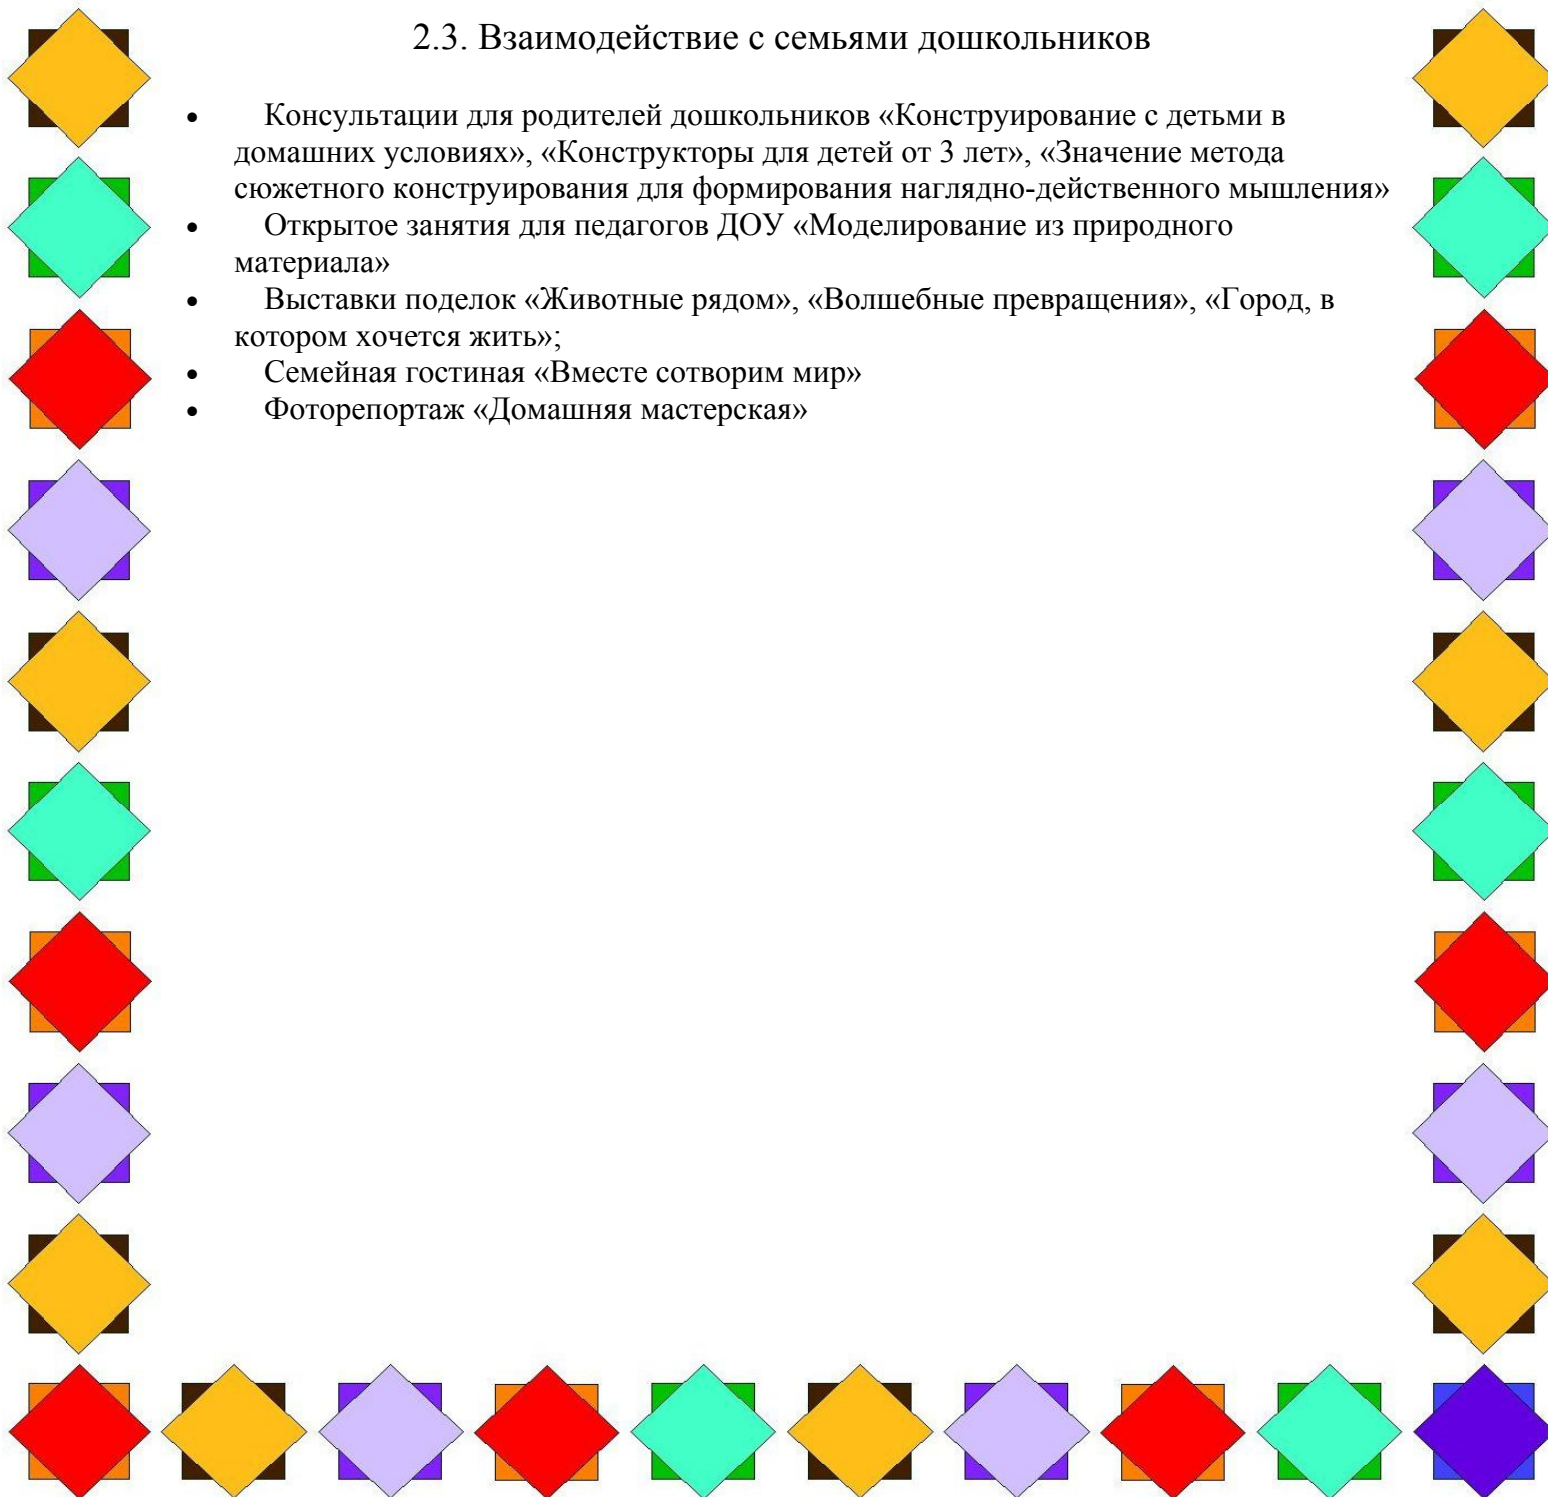 2.3. Взаимодействие с семьями дошкольников
• Консультации для родителей дошкольников «Конструирование с детьми в
домашних условиях», «Конструкторы для детей от 3 лет», «Значение метода
сюжетного конструирования для формирования наглядно-действенного мышления»
• Открытое занятия для педагогов ДОУ «Моделирование из природного
материала»
• Выставки поделок «Животные рядом», «Волшебные превращения», «Город, в
котором хочется жить»;
• Семейная гостиная «Вместе сотворим мир»
• Фоторепортаж «Домашняя мастерская»